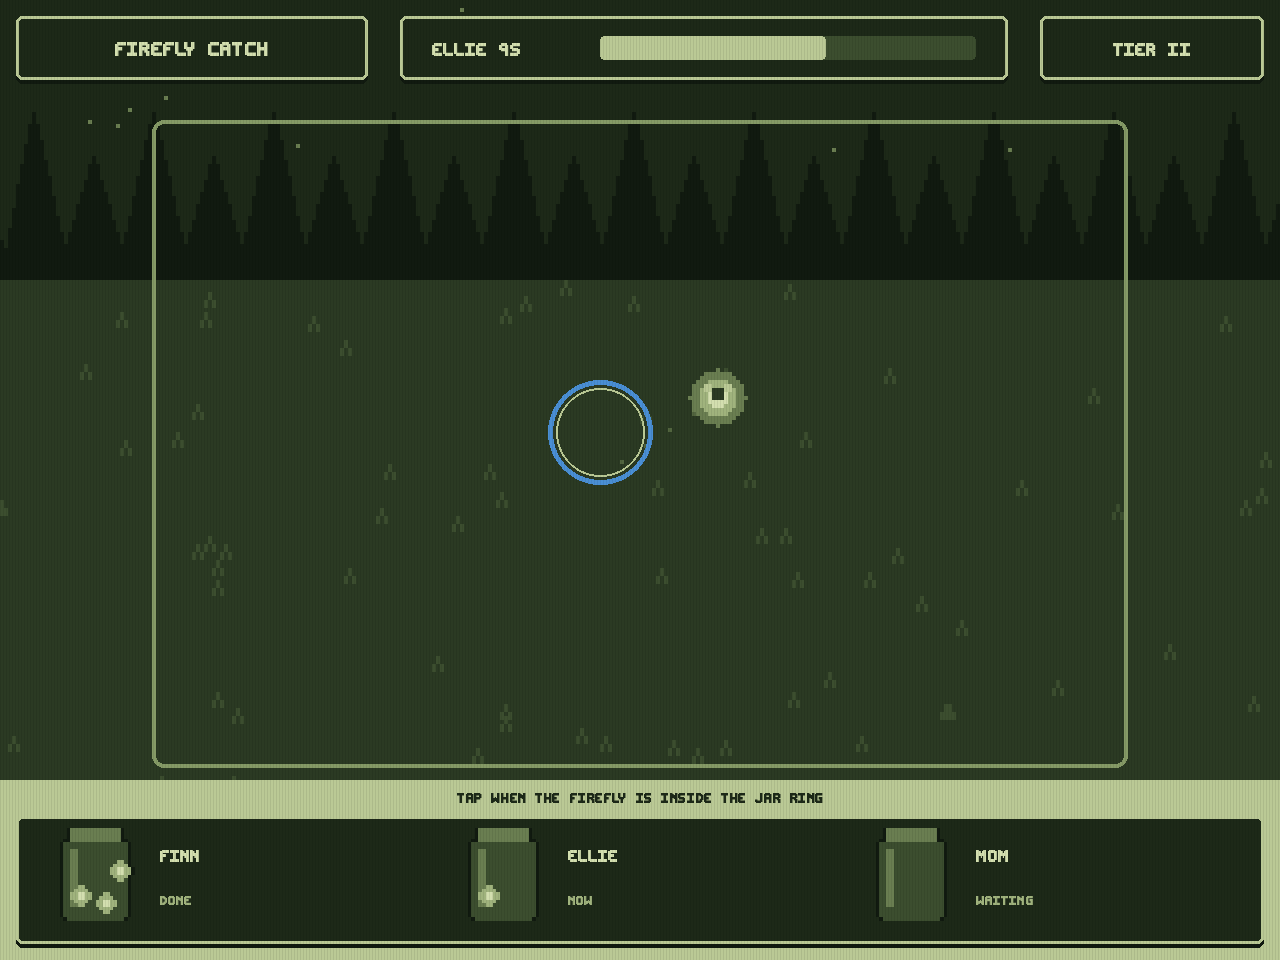 FIREFLY CATCH
ELLIE 9S
TIER II
TAP WHEN THE FIREFLY IS INSIDE THE JAR RING
FINN
DONE
ELLIE
NOW
MOM
WAITING